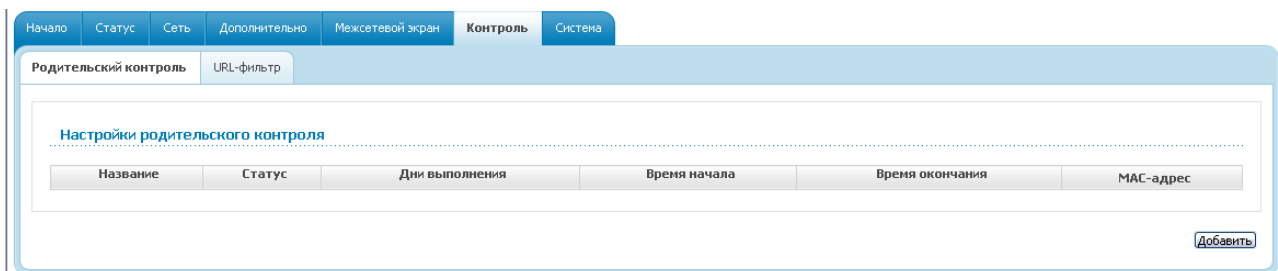 Начало Статус Сеть Дополнительно Межсетевой экран Контроль Система
Родительский контроль URL-фильтр
Настройки родительского контроля
Название Статус Дни выполнения Время начала Время окончания MAC-адрес
Добавить